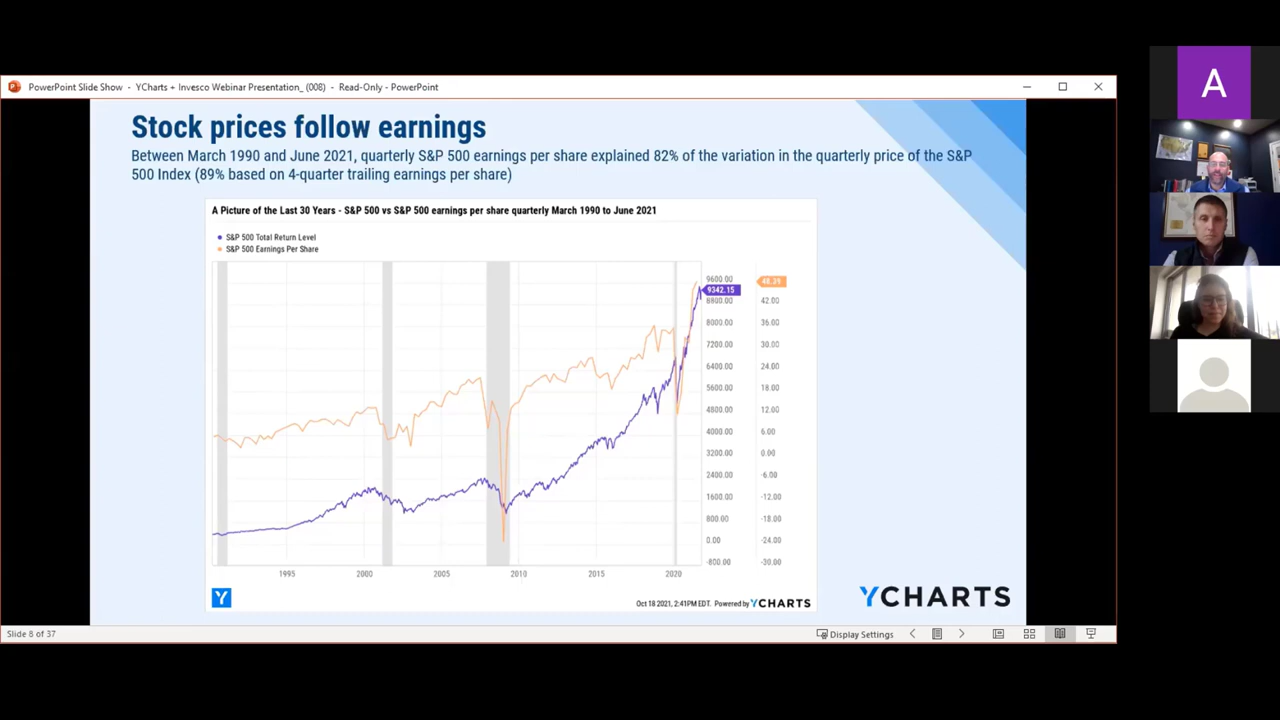 PowerPoint Slide Show - YCharts + Invesco Webinar Presentation_ (008) - Read-Only - PowerPoint
Stock prices follow earnings
Between March 1990 and June 2021, quarterly S&P 500 earnings per share explained 82% of the variation in the quarterly price of the S&P
500 Index (89% based on 4-quarter trailing earnings per share)
A Picture of the Last 30 Years - S&P 500 vs S&P 500 earnings per share quarterly March 1990 to June 2021
S&P 500 Total Return Level
S&P 500 Earnings Per Share
9600.00 48.39
9342.15
8800.00 42.00
8000.00 36.00
7200.00 30.00
6400.00 24.00
5600.00 18.00
4800.00 12.00
4000.00 6.00
3200.00 0.00
2400.00 -6.00
1600.00 -12.00
800.00 -18.00
0.00 -24.00
-800.00 -30.00
1995 2000 2005 2010 2015 2020
Y
Oct 18 2021, 2:41PM EDT. Powered by YCHARTS
YCHARTS
Slide 8 of 37
Display Settings
A